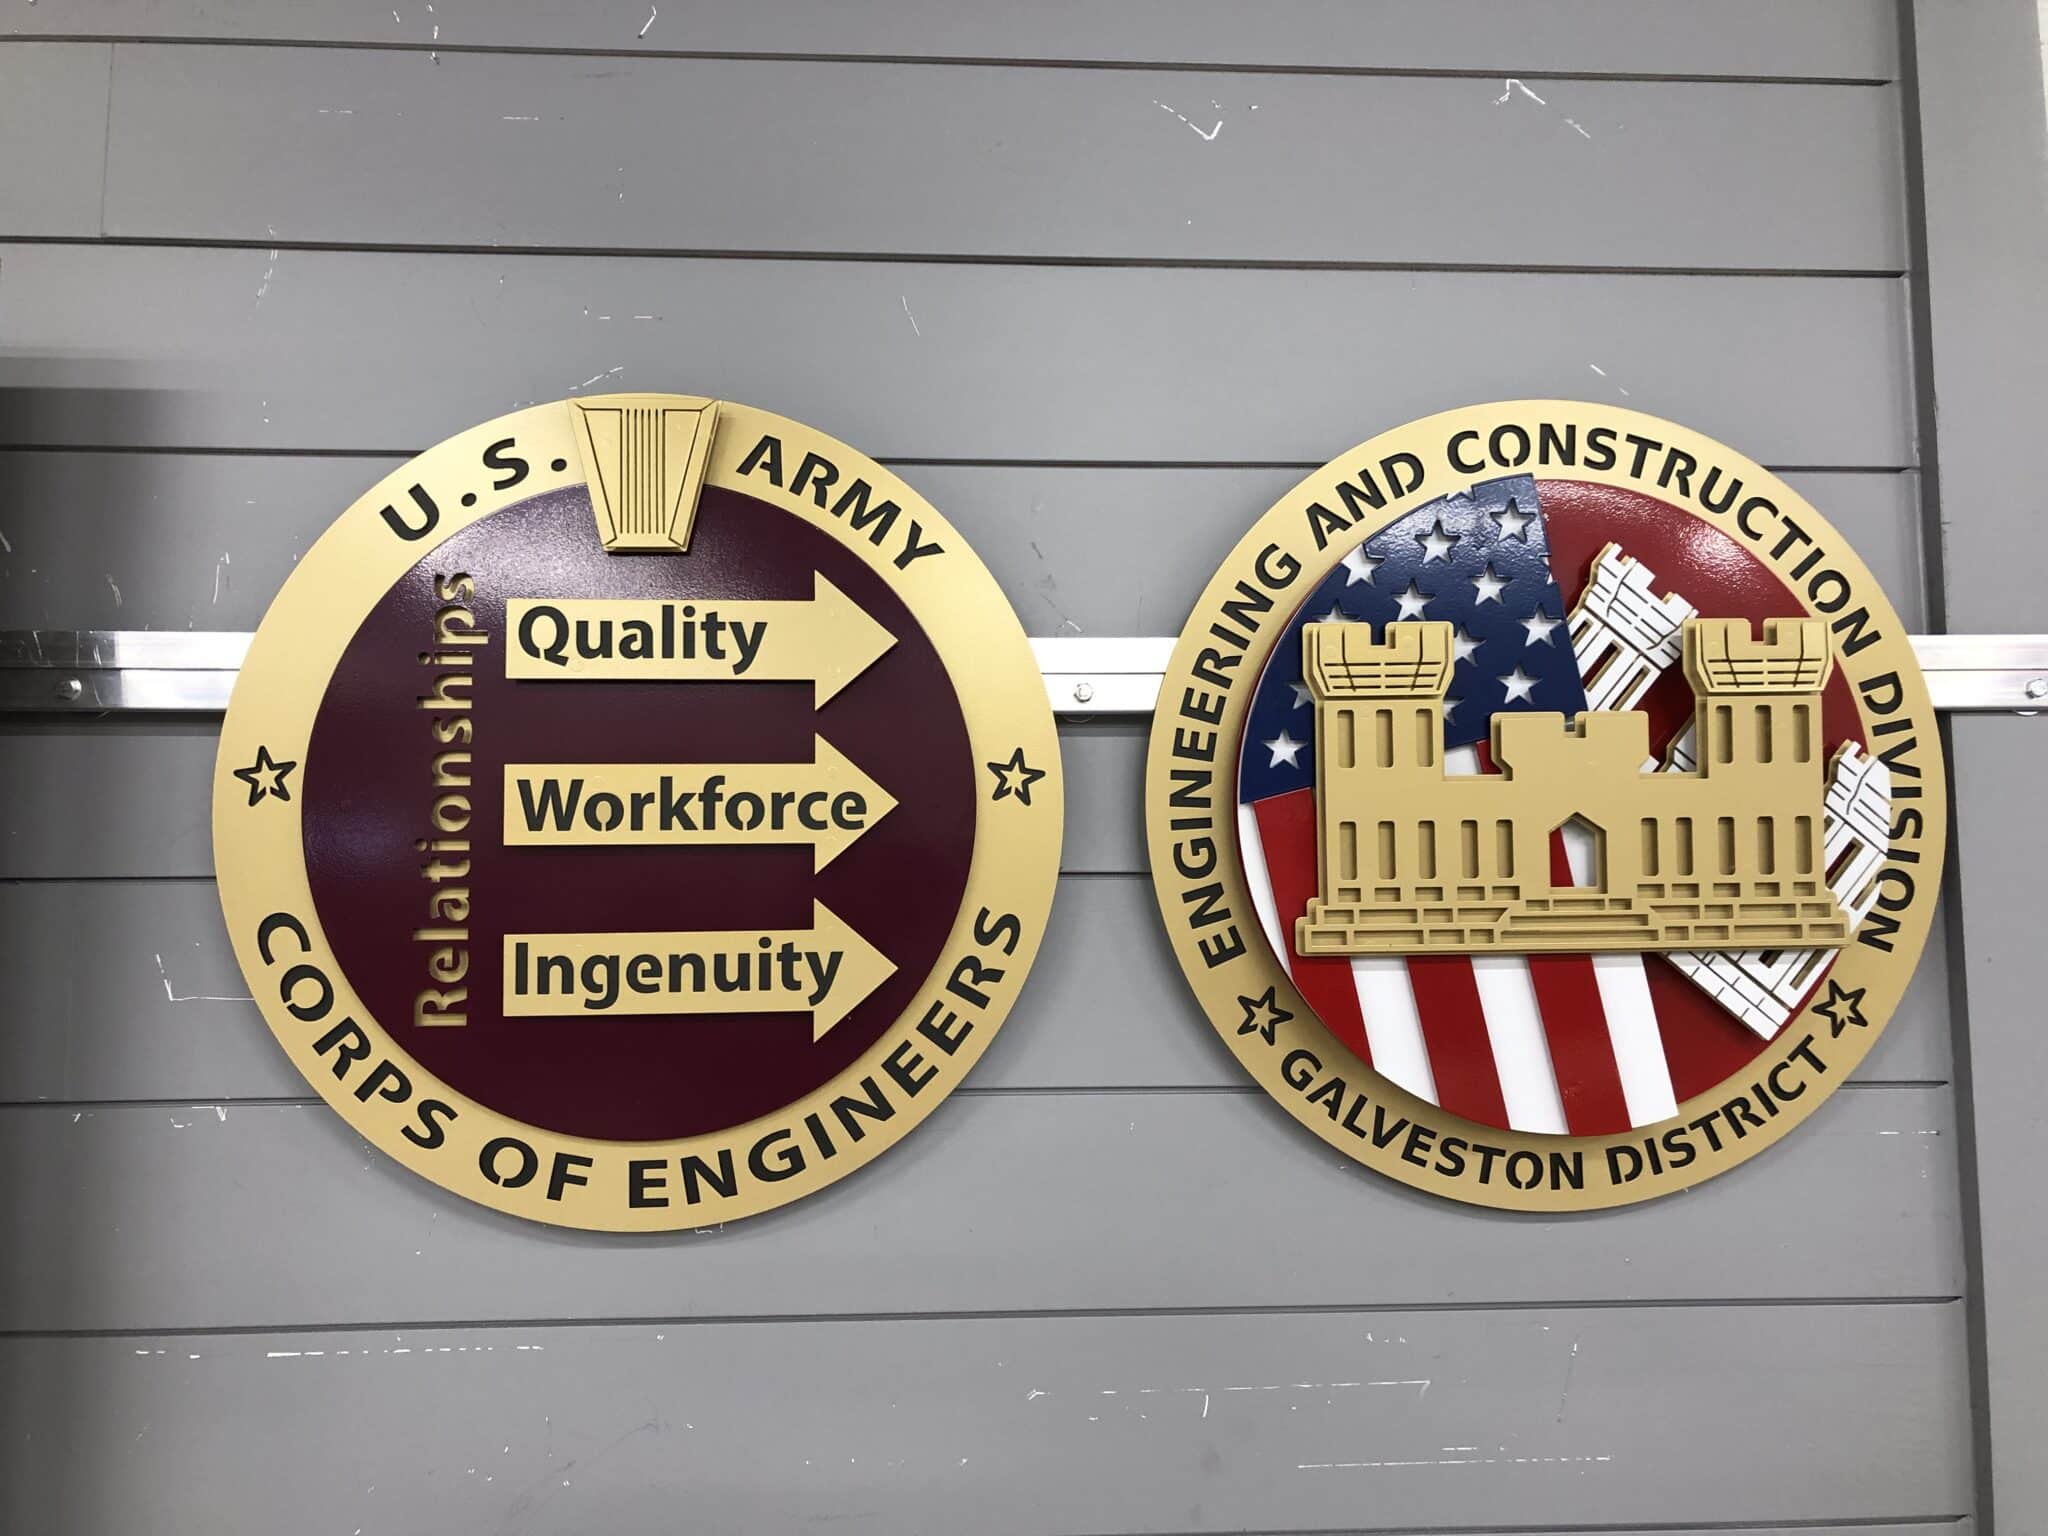 U.S. ARMY
Relationships
Quality
Workforce
Ingenuity
CORPS OF ENGINEERS
ENGINEERING AND CONSTRUCTION DIVISION
GALVESTON DISTRICT